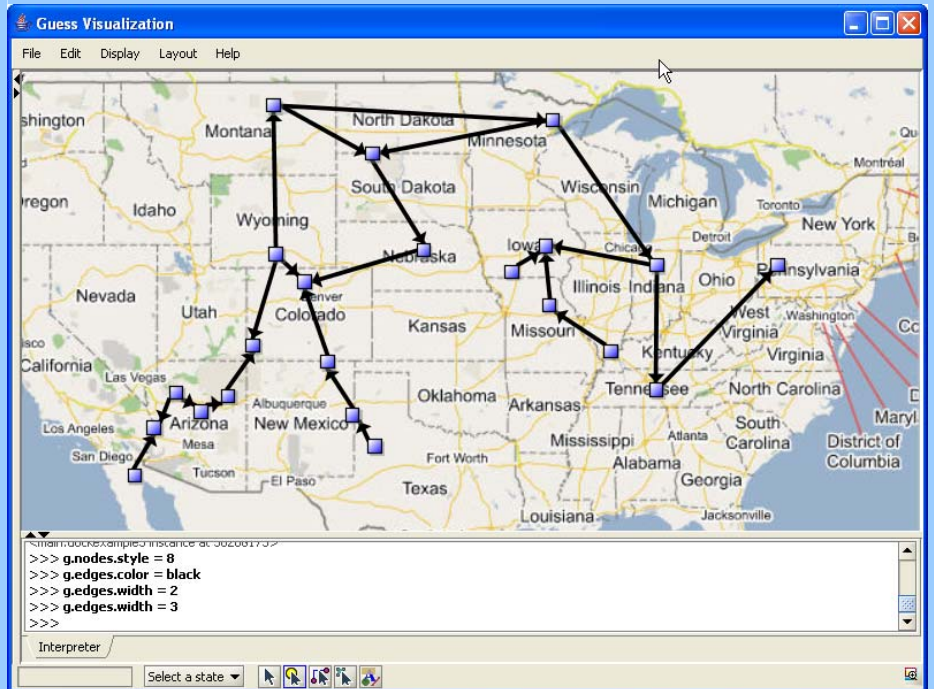 Guess Visualization
File Edit Display Layout Help
shington
Montana
North Dakota
Minnesota
Qu
Montréal
regon
Idaho
Wyoming
South Dakota
Wisconsin
Michigan
Toronto
New York
Nebraska
Iowa
Chicago
Detroit
B
Nevada
Utah
Denver
Colorado
Illinois
Indiana
Ohio
Pennsylvania
isco
California
Las Vegas
Kansas
Missouri
Kentucky
West
Virginia
Washington
Virginia
Co
Albuquerque
New Mexico
Oklahoma
Arkansas
Tennessee
North Carolina
D
Los Angeles
Arizona
Mesa
San Diego
Tucson
El Paso
Fort Worth
Texas
Mississippi
Atlanta
Alabama
South
Carolina
Georgia
Maryl
District of
Columbia
Louisiana
Jacksonville
>>> g.nodes.style = 8
>>> g.edges.color = black
>>> g.edges.width = 2
>>> g.edges.width = 3
>>>
Interpreter
Select a state